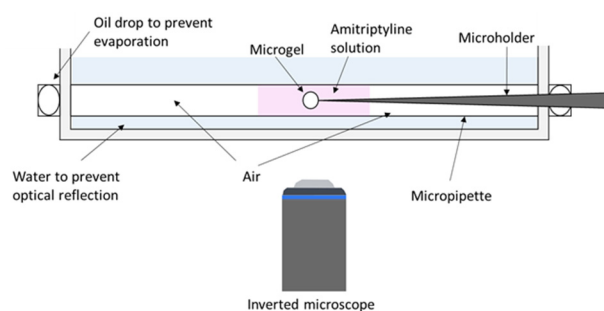 Oil drop to prevent
evaporation
Microgel
Amitriptyline
solution
Microholder
Water to prevent
optical reflection
Air
Micropipette
Inverted microscope